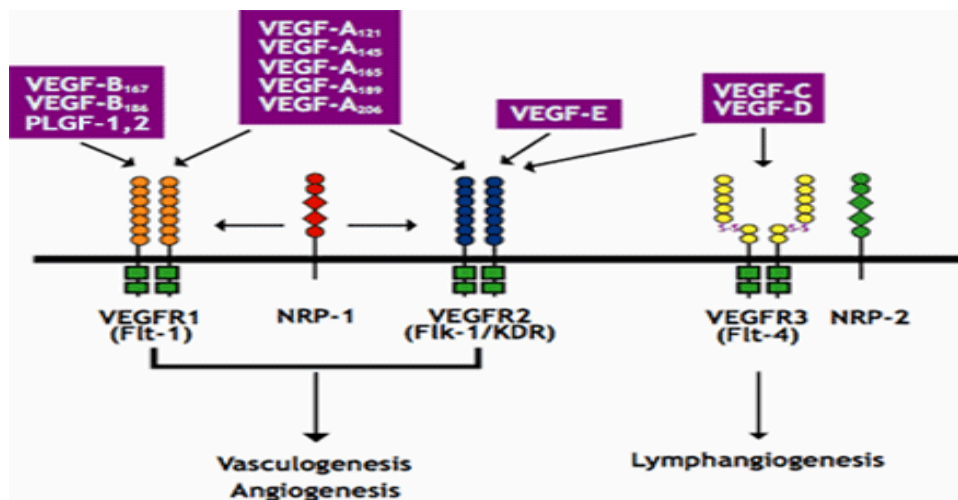 VEGF-B₁₆₇
VEGF-B₁₈₆
PLGF-1,2
VEGF-A₁₂₁
VEGF-A₁₄₅
VEGF-A₁₆₅
VEGF-A₁₈₉
VEGF-A₂₀₆
VEGF-E
VEGF-C
VEGF-D
S-S
S-S
VEGFR1
(Flt-1)
NRP-1
VEGFR2
(Flk-1/KDR)
VEGFR3
(Flt-4)
NRP-2
Vasculogenesis
Angiogenesis
Lymphangiogenesis